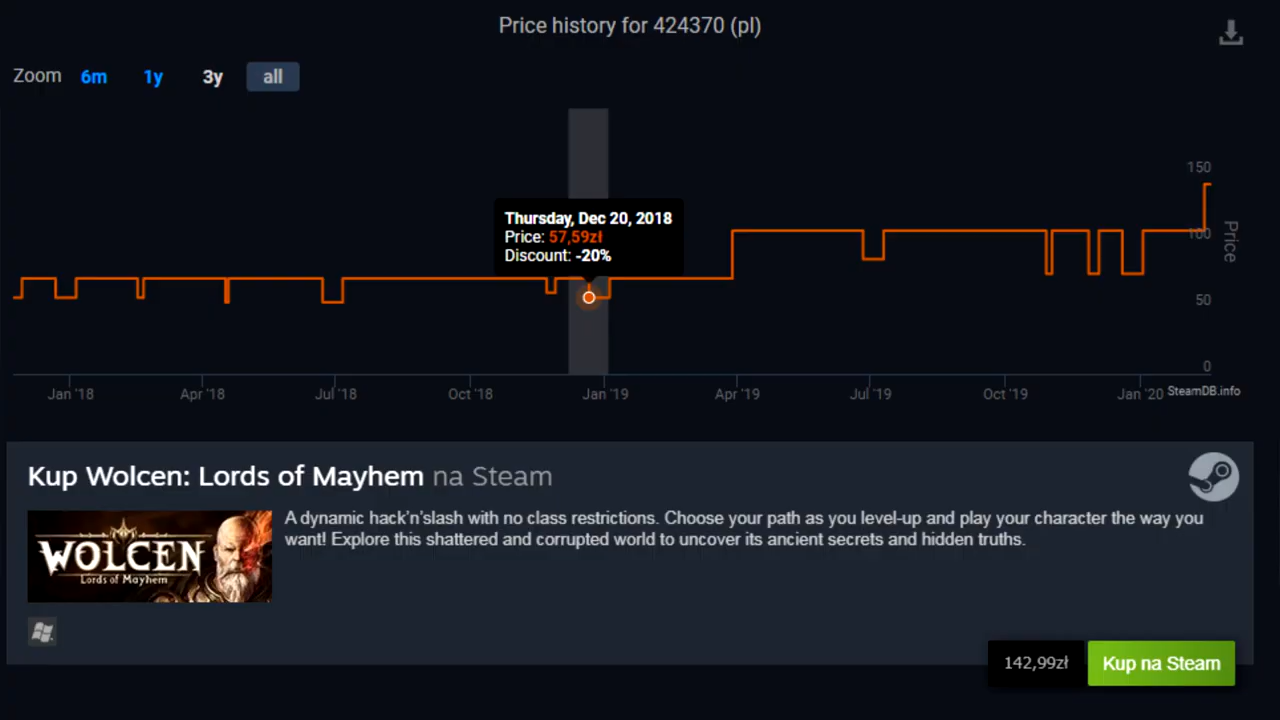 Price history for 424370 (pl)
Zoom 6m 1y 3y all
150
Thursday, Dec 20, 2018
Price: 57,59zł
Discount: -20%
100
Price
50
0
Jan '18 Apr '18 Jul '18 Oct '18 Jan '19 Apr '19 Jul '19 Oct '19 Jan '20 SteamDB.info
Kup Wolcen: Lords of Mayhem na Steam
A dynamic hack'n'slash with no class restrictions. Choose your path as you level-up and play your character the way you
want! Explore this shattered and corrupted world to uncover its ancient secrets and hidden truths.
WOLCEN
Lords of Mayhem
142,99zł Kup na Steam